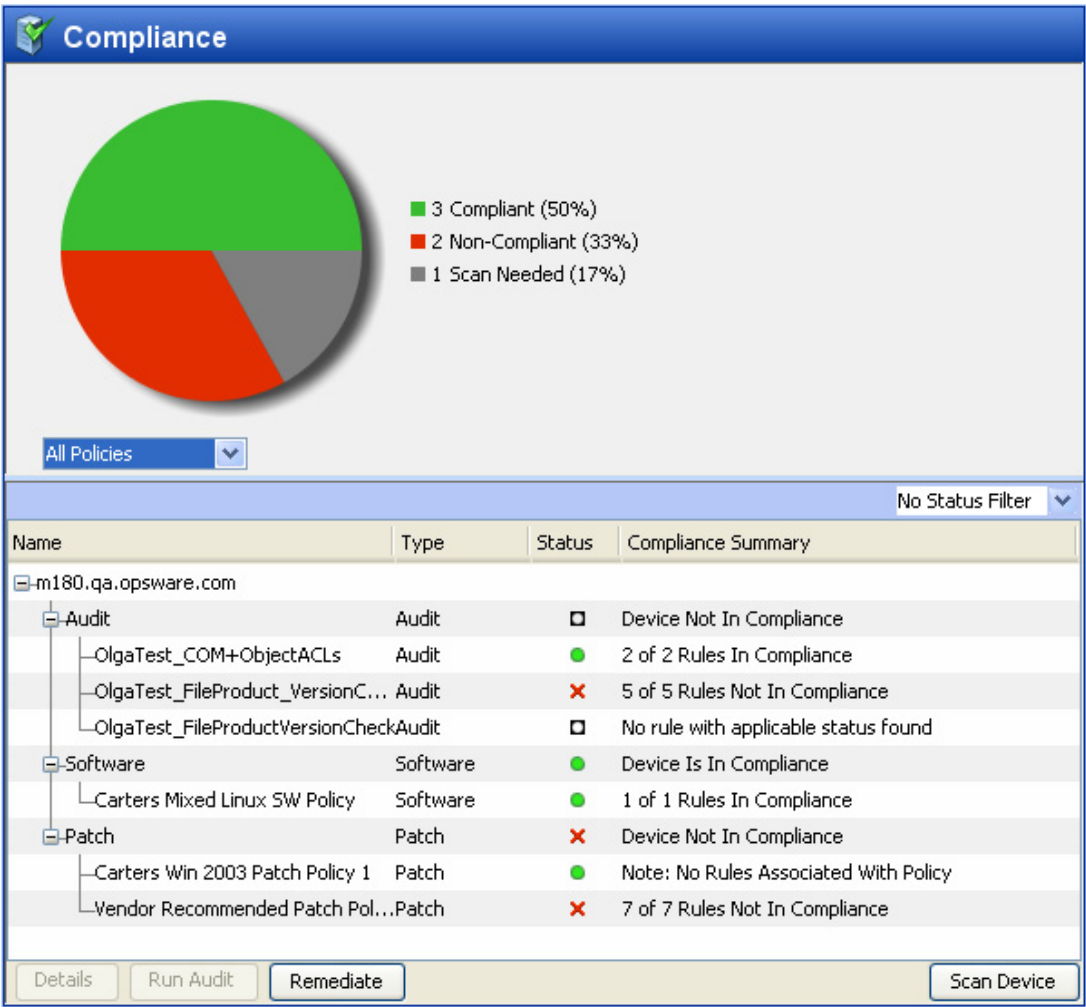 Compliance
3 Compliant (50%)
2 Non-Compliant (33%)
1 Scan Needed (17%)
All Policies
No Status Filter
Name Type Status Compliance Summary
m180.qa.opsware.com
Audit Audit Device Not In Compliance
OlgaTest_COM+ObjectACLs Audit 2 of 2 Rules In Compliance
OlgaTest_FileProduct_VersionC... Audit 5 of 5 Rules Not In Compliance
OlgaTest_FileProductVersionCheck Audit No rule with applicable status found
Software Software Device Is In Compliance
Carters Mixed Linux SW Policy Software 1 of 1 Rules In Compliance
Patch Patch Device Not In Compliance
Carters Win 2003 Patch Policy 1 Patch Note: No Rules Associated With Policy
Vendor Recommended Patch Pol... Patch 7 of 7 Rules Not In Compliance
Details Run Audit Remediate Scan Device